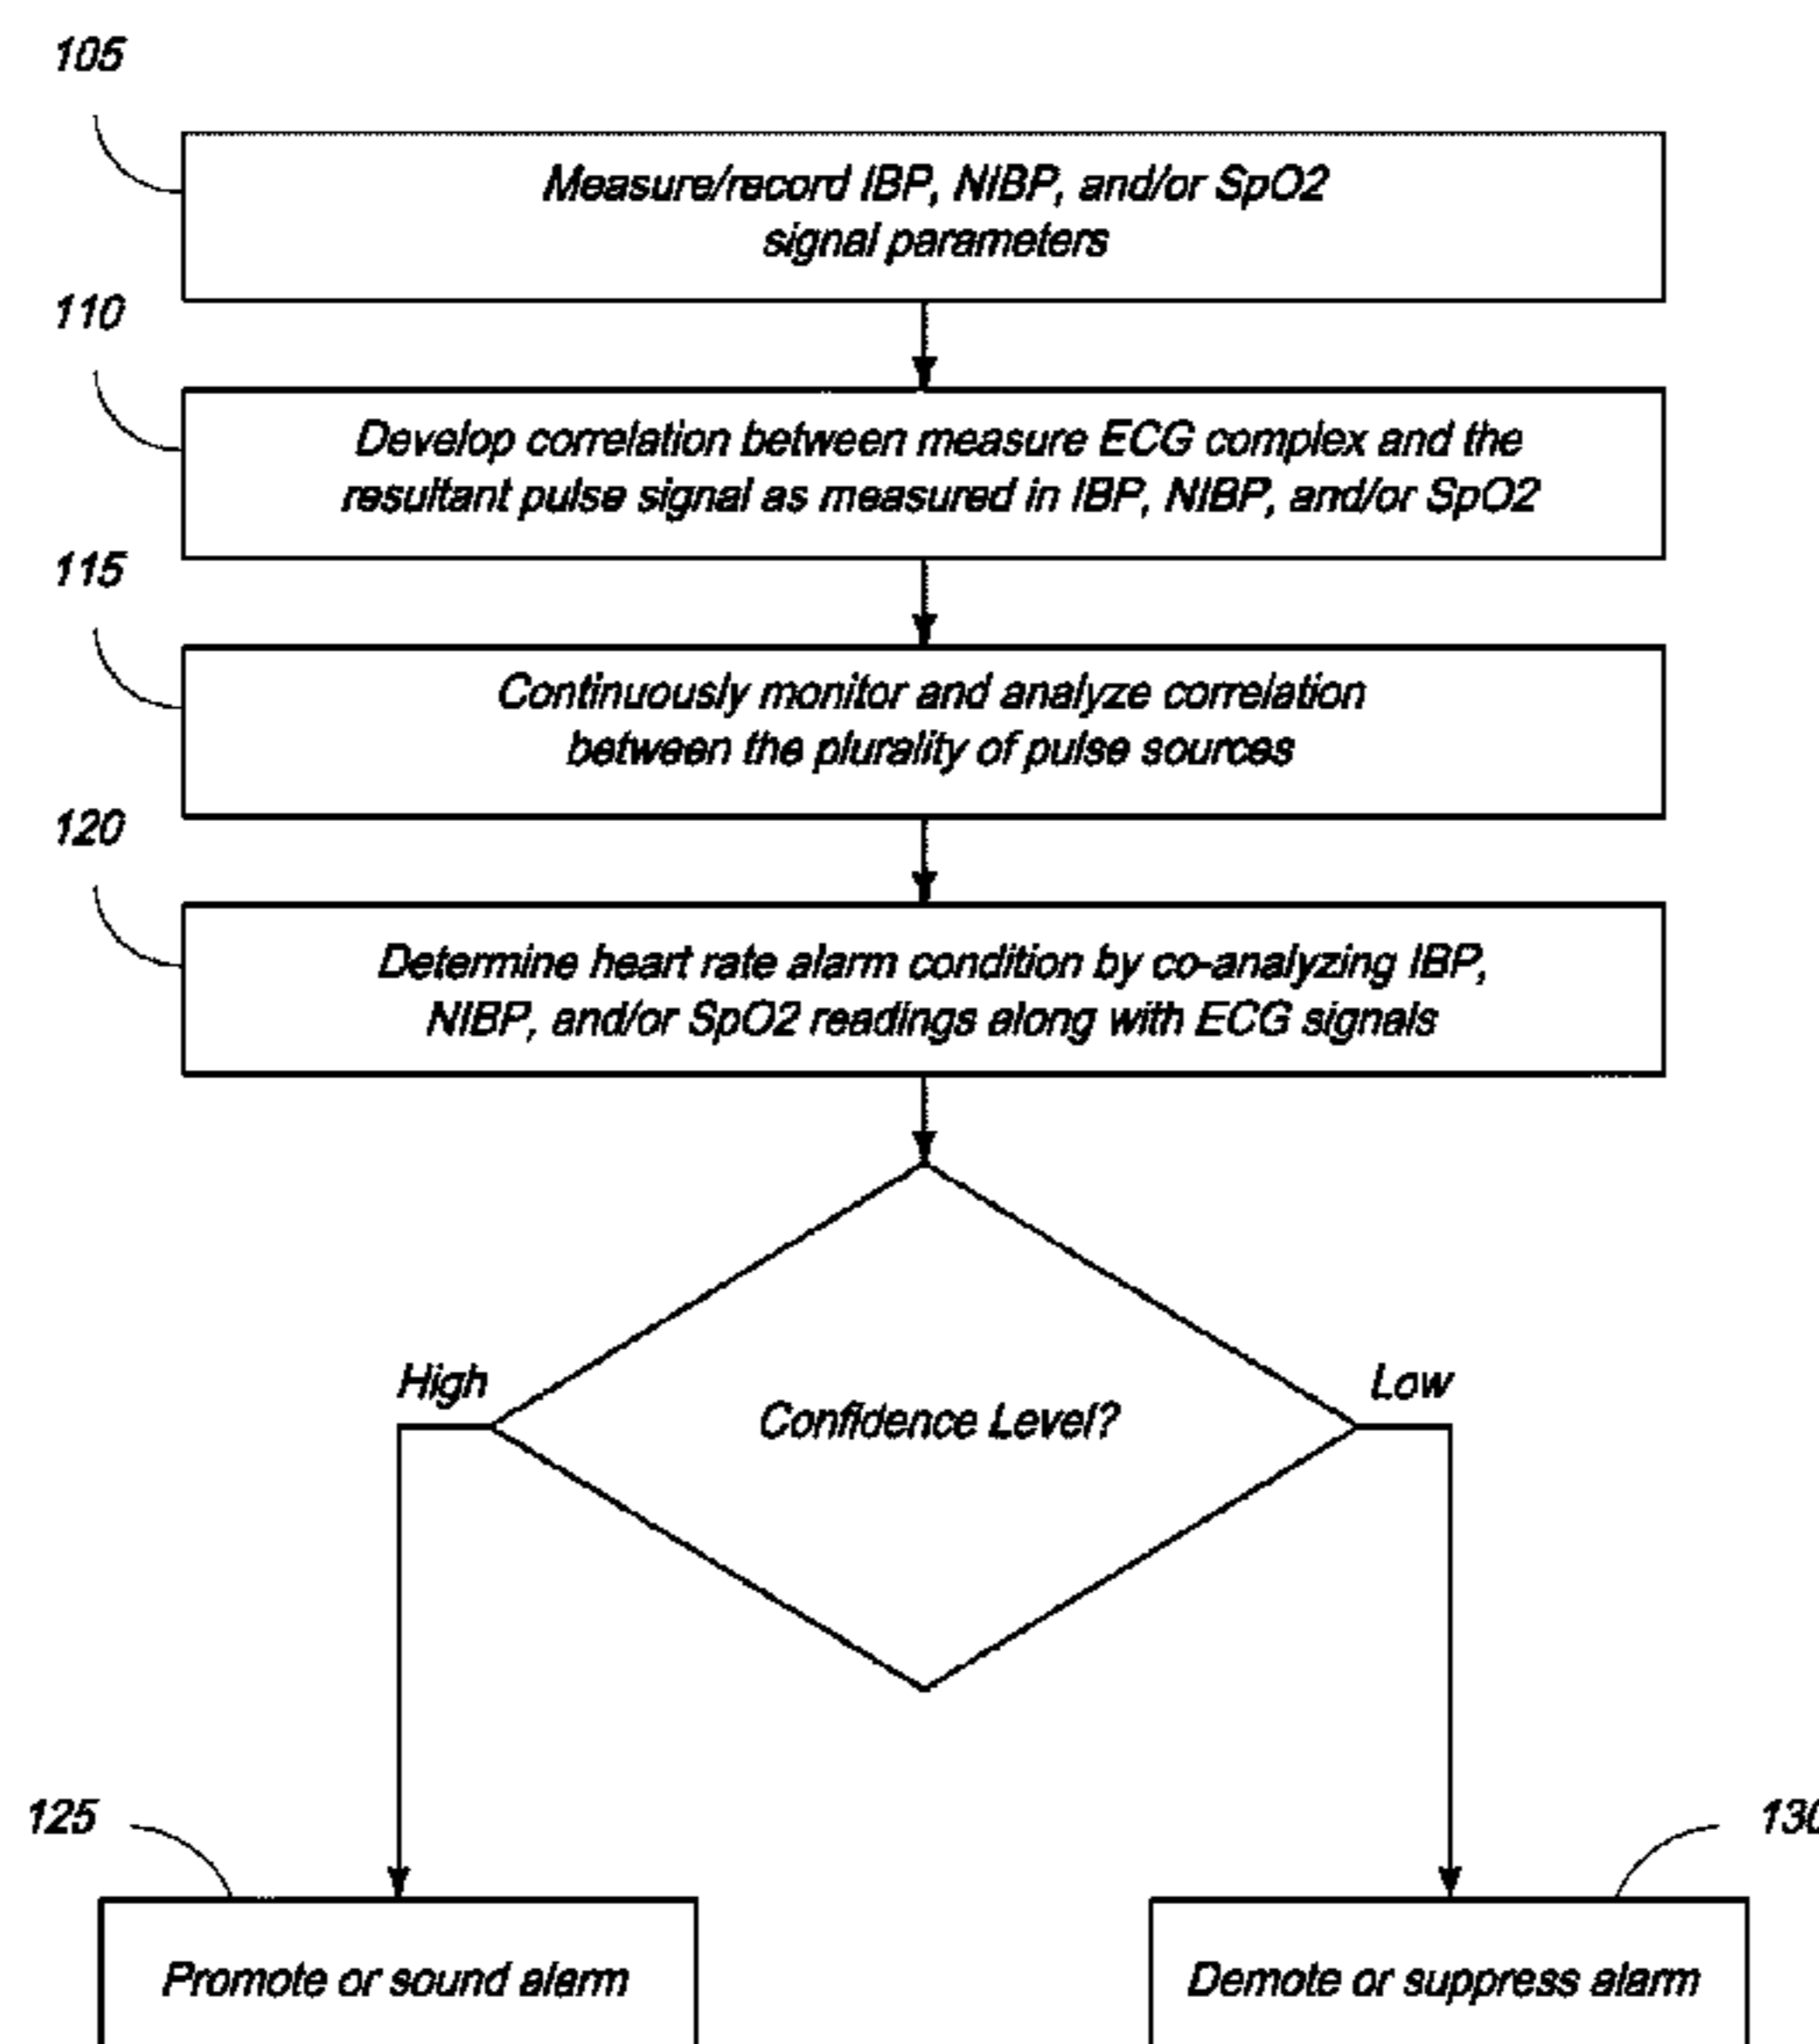 105
Measure/record IBP, NIBP, and/or SpO2
signal parameters
110
Develop correlation between measure ECG complex and the
resultant pulse signal as measured in IBP, NIBP, and/or SpO2
115
Continuously monitor and analyze correlation
between the plurality of pulse sources
120
Determine heart rate alarm condition by co-analyzing IBP,
NIBP, and/or SpO2 readings along with ECG signals
High
Confidence Level?
Low
125
130
Promote or sound alarm
Demote or suppress alarm